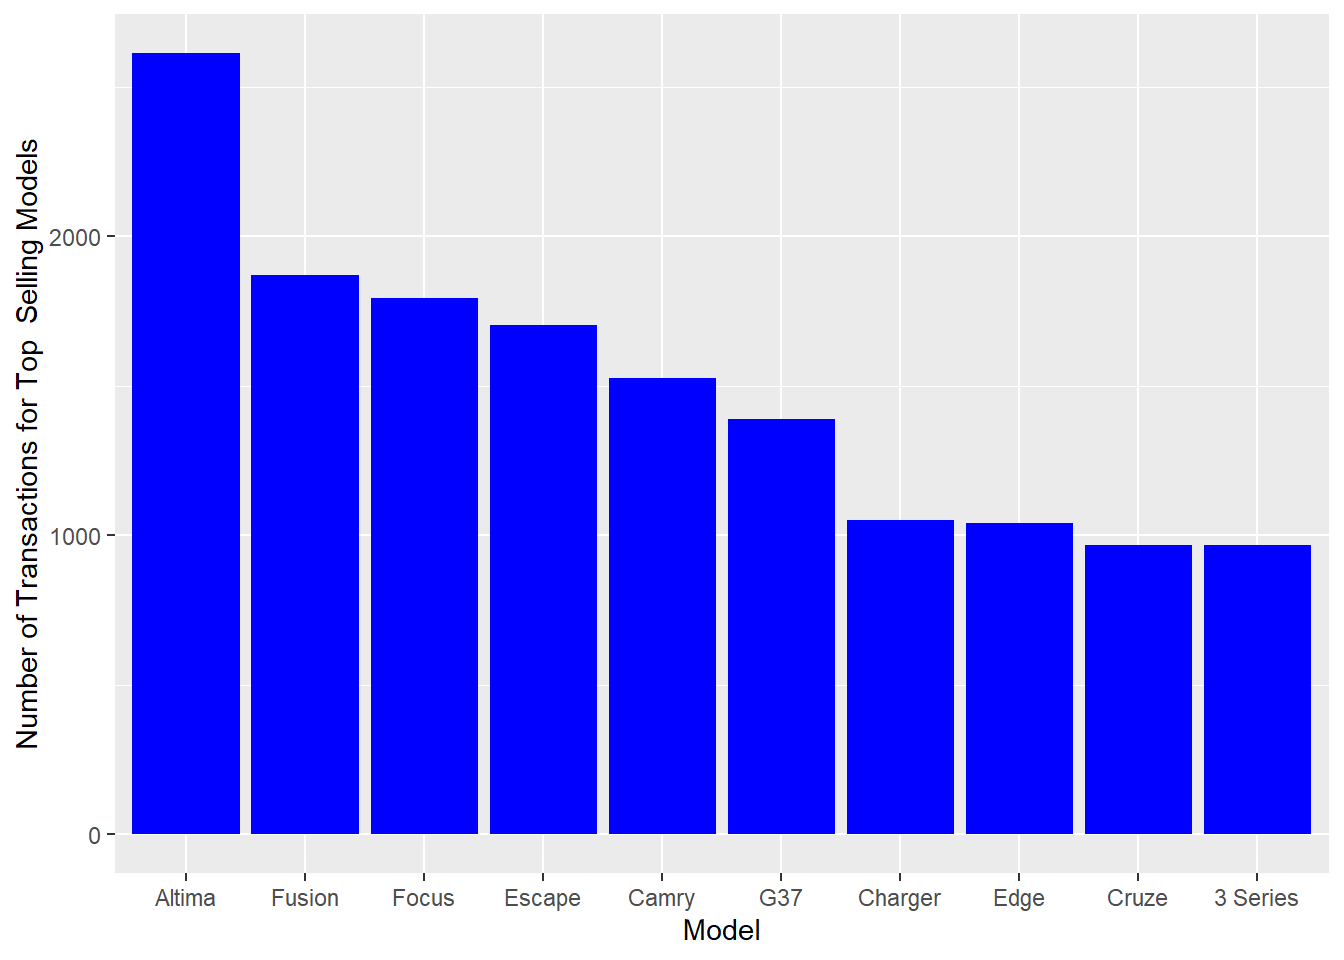 Number of Transactions for Top  Selling Models
2000
1000
0
Altima Fusion Focus Escape Camry G37 Charger Edge Cruze 3 Series
Model